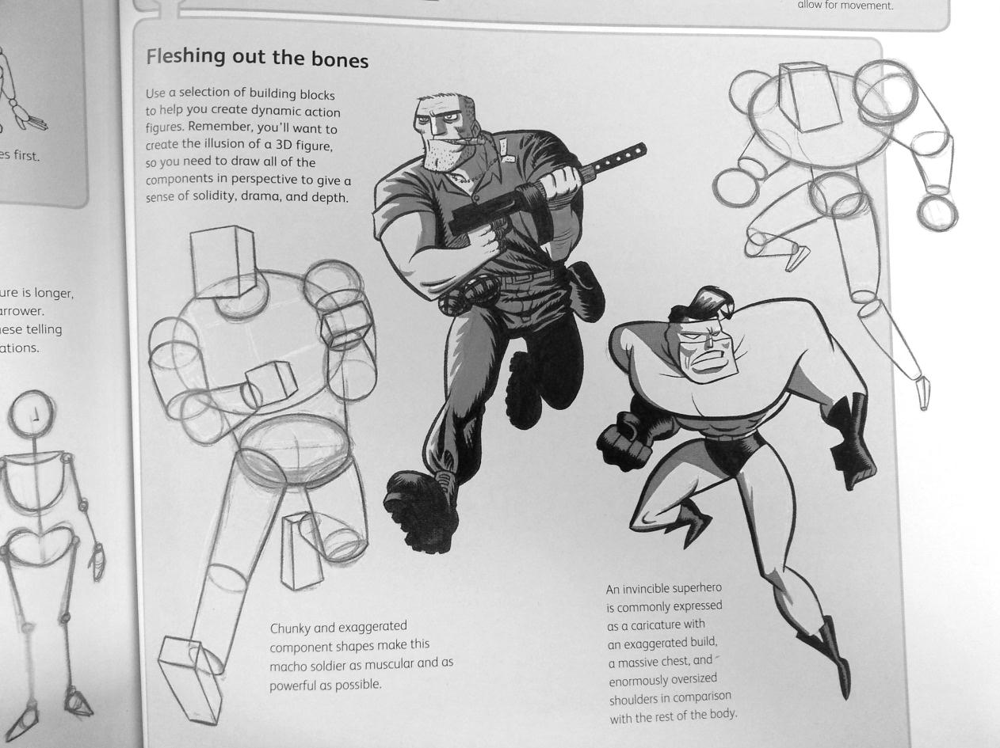 allow for movement.
Fleshing out the bones
Use a selection of building blocks
to help you create dynamic action
figures. Remember, you'll want to
create the illusion of a 3D figure,
so you need to draw all of the
components in perspective to give a
sense of solidity, drama, and depth.
first.
is longer,
telling
Chunky and exaggerated
component shapes make this
macho soldier as muscular and as
powerful as possible.
An invincible superhero
is commonly expressed
as a caricature with
an exaggerated build,
a massive chest, and
enormously oversized
shoulders in comparison
with the rest of the body.